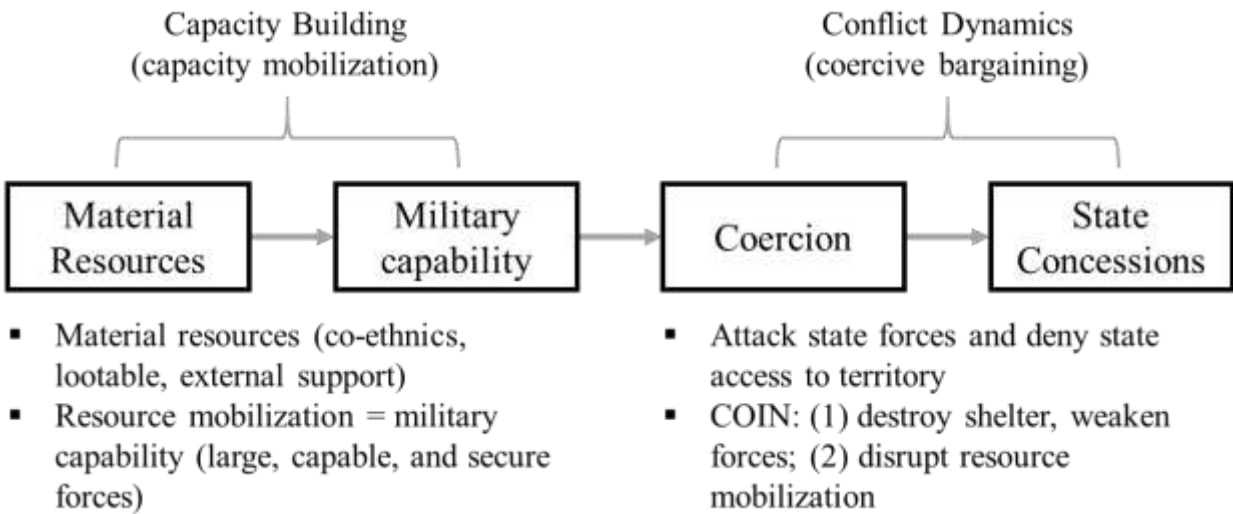 Capacity Building
(capacity mobilization)
Conflict Dynamics
(coercive bargaining)
Material
Resources
Military
capability
Coercion
State
Concessions
▪ Material resources (co-ethnics,
lootable, external support)
▪ Resource mobilization = military
capability (large, capable, and secure
forces)
▪ Attack state forces and deny state
access to territory
▪ COIN: (1) destroy shelter, weaken
forces; (2) disrupt resource
mobilization